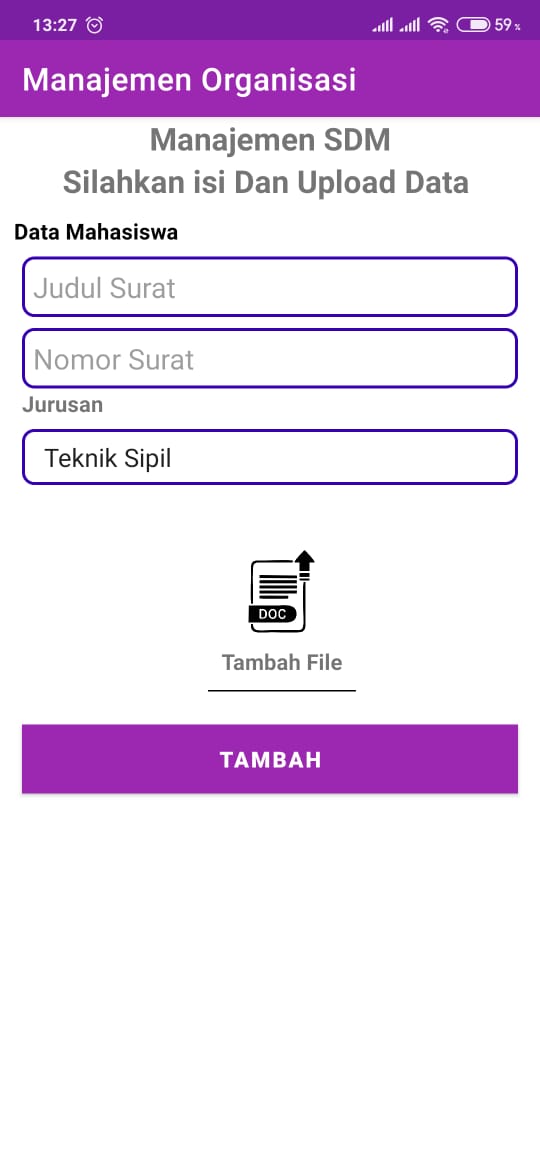 13:27 59%
Manajemen Organisasi
Manajemen SDM
Silahkan isi Dan Upload Data
Data Mahasiswa
Judul Surat
Nomor Surat
Jurusan
Teknik Sipil
DOC
Tambah File
TAMBAH